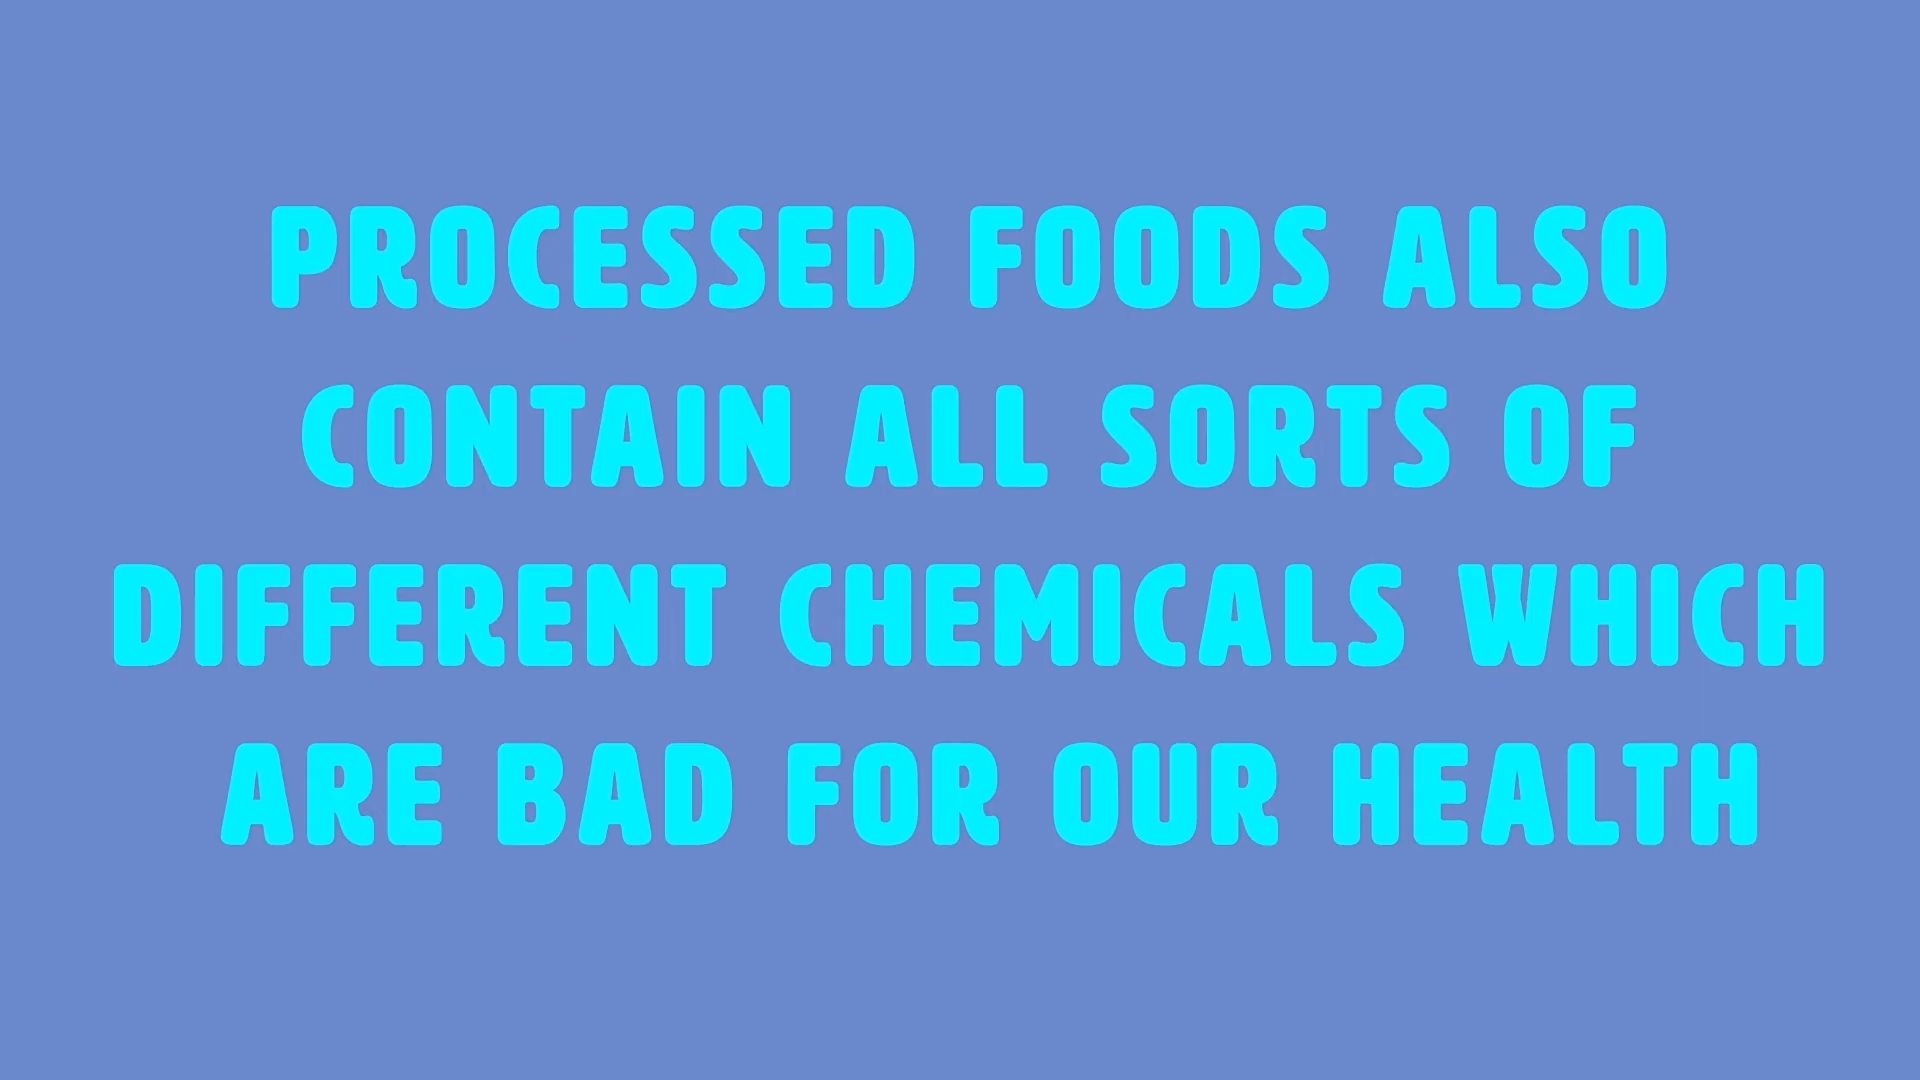 PROCESSED FOODS ALSO
CONTAIN ALL SORTS OF
DIFFERENT CHEMICALS WHICH
ARE BAD FOR OUR HEALTH